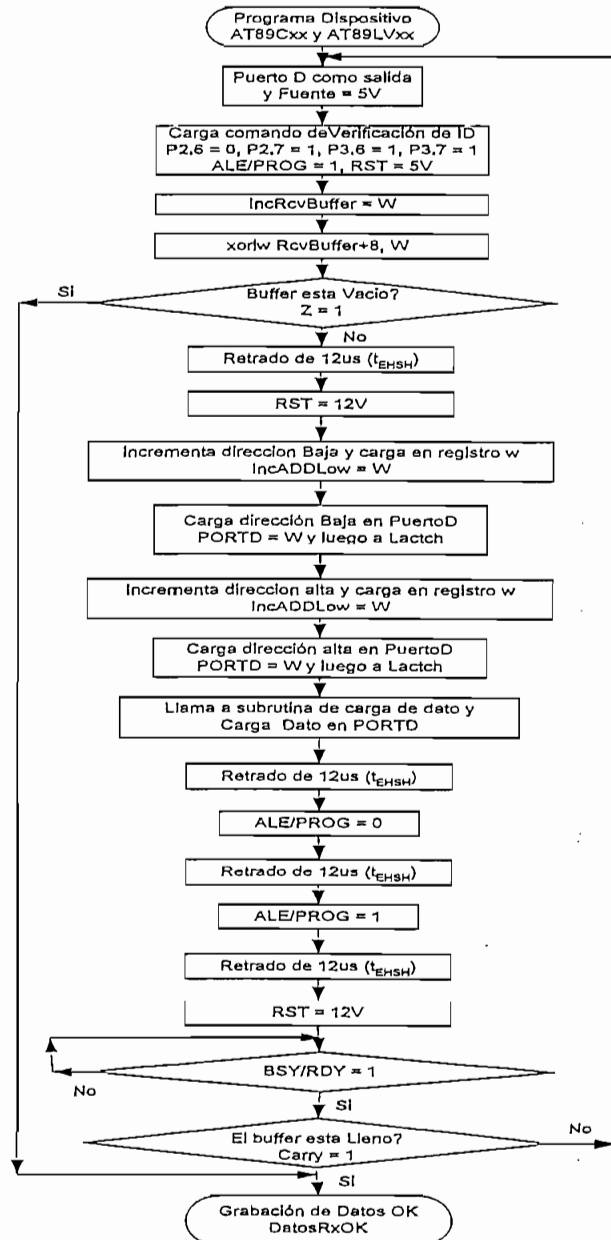 Programa Dispositivo
AT89Cxx y AT89LVxx
Puerto D como salida
y Fuente = 5V
Carga comando deVerificación de ID
P2.6 = 0, P2.7 = 1, P3.6 = 1, P3.7 = 1
ALE/PROG = 1, RST = 5V
IncRcvBuffer = W
xorlw RcvBuffer+8, W
Si
Buffer esta Vacio?
Z = 1
No
Retrado de 12us (tEHSH)
RST = 12V
Incrementa direccion Baja y carga en registro w
IncADDLow = W
Carga dirección Baja en PuertoD
PORTD = W y luego a Lactch
Incrementa direccion alta y carga en registro w
IncADDLow = W
Carga dirección alta en PuertoD
PORTD = W y luego a Lactch
Llama a subrutina de carga de dato y
Carga Dato en PORTD
Retrado de 12us (tEHSH)
ALE/PROG = 0
Retrado de 12us (tEHSH)
ALE/PROG = 1
Retrado de 12us (tEHSH)
RST = 12V
BSY/RDY = 1
No
Si
El buffer esta Lleno?
Carry = 1
No
Si
Grabación de Datos OK
DatosRxOK